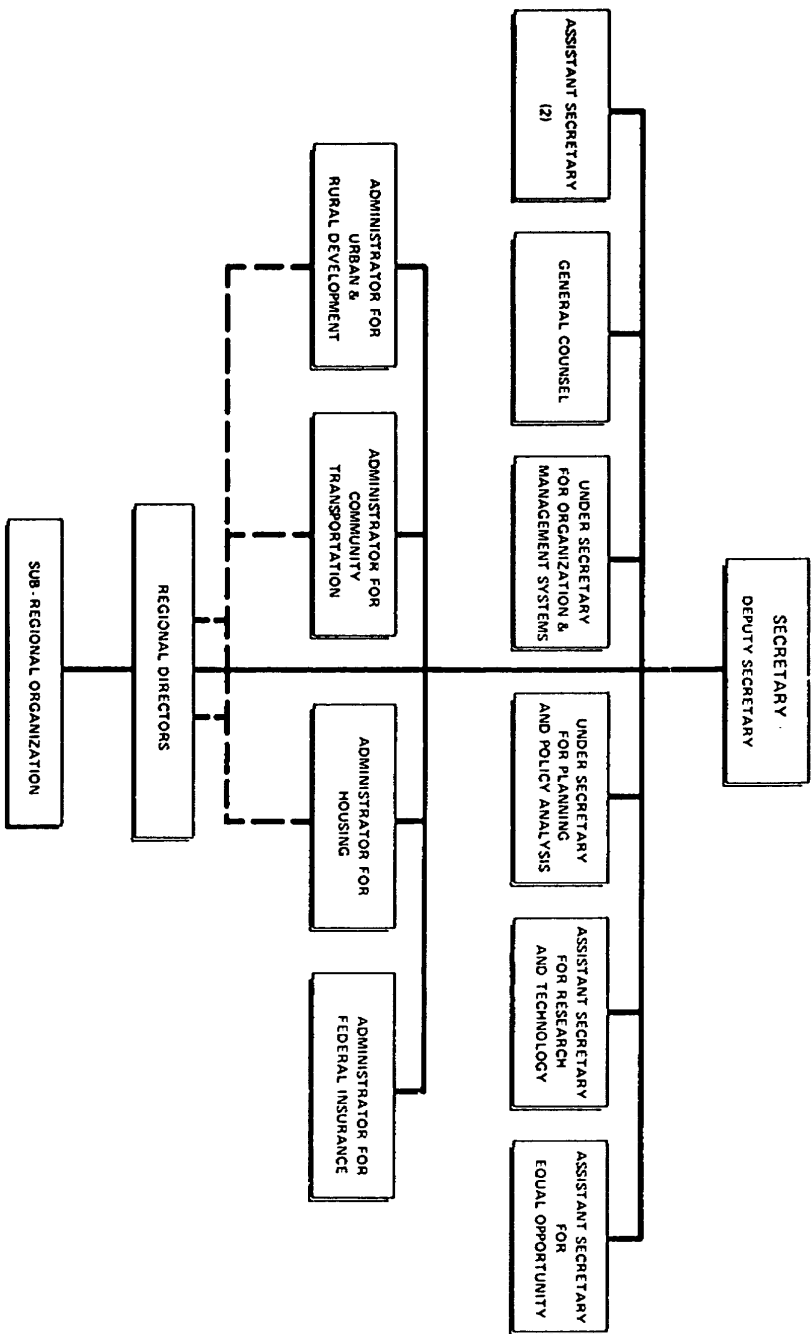 SECRETARY
DEPUTY SECRETARY
ASSISTANT SECRETARY
(2)
GENERAL COUNSEL
UNDER SECRETARY
FOR ORGANIZATION &
MANAGEMENT SYSTEMS
UNDER SECRETARY
FOR PLANNING
AND POLICY ANALYSIS
ASSISTANT SECRETARY
FOR RESEARCH
AND TECHNOLOGY
ASSISTANT SECRETARY
FOR
EQUAL OPPORTUNITY
ADMINISTRATOR FOR
URBAN &
RURAL DEVELOPMENT
ADMINISTRATOR FOR
COMMUNITY
TRANSPORTATION
ADMINISTRATOR FOR
HOUSING
ADMINISTRATOR FOR
FEDERAL INSURANCE
REGIONAL DIRECTORS
SUB-REGIONAL ORGANIZATION